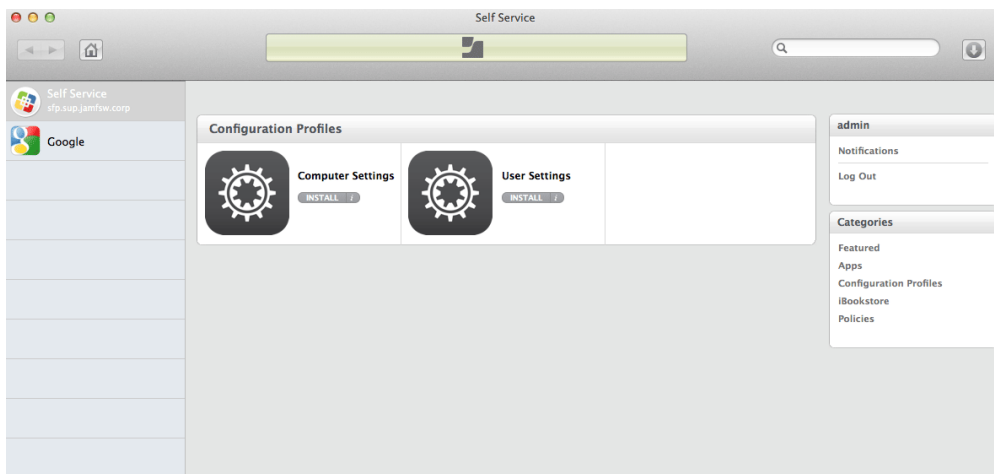 Self Service
Self Service
sfp.sup.jamfsw.corp
Google
Configuration Profiles
Computer Settings
INSTALL i
User Settings
INSTALL i
admin
Notifications
Log Out
Categories
Featured
Apps
Configuration Profiles
iBookstore
Policies